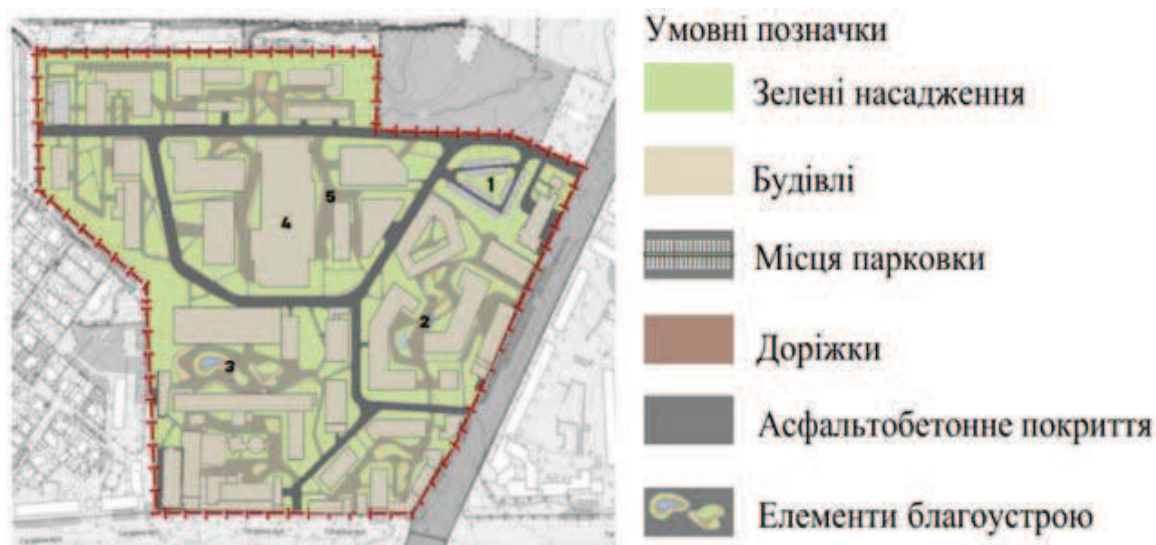 Умовні позначки
Зелені насадження
Будівлі
Місця парковки
Доріжки
Асфальтобетонне покриття
Елементи благоустрою
1
5
4
2
3